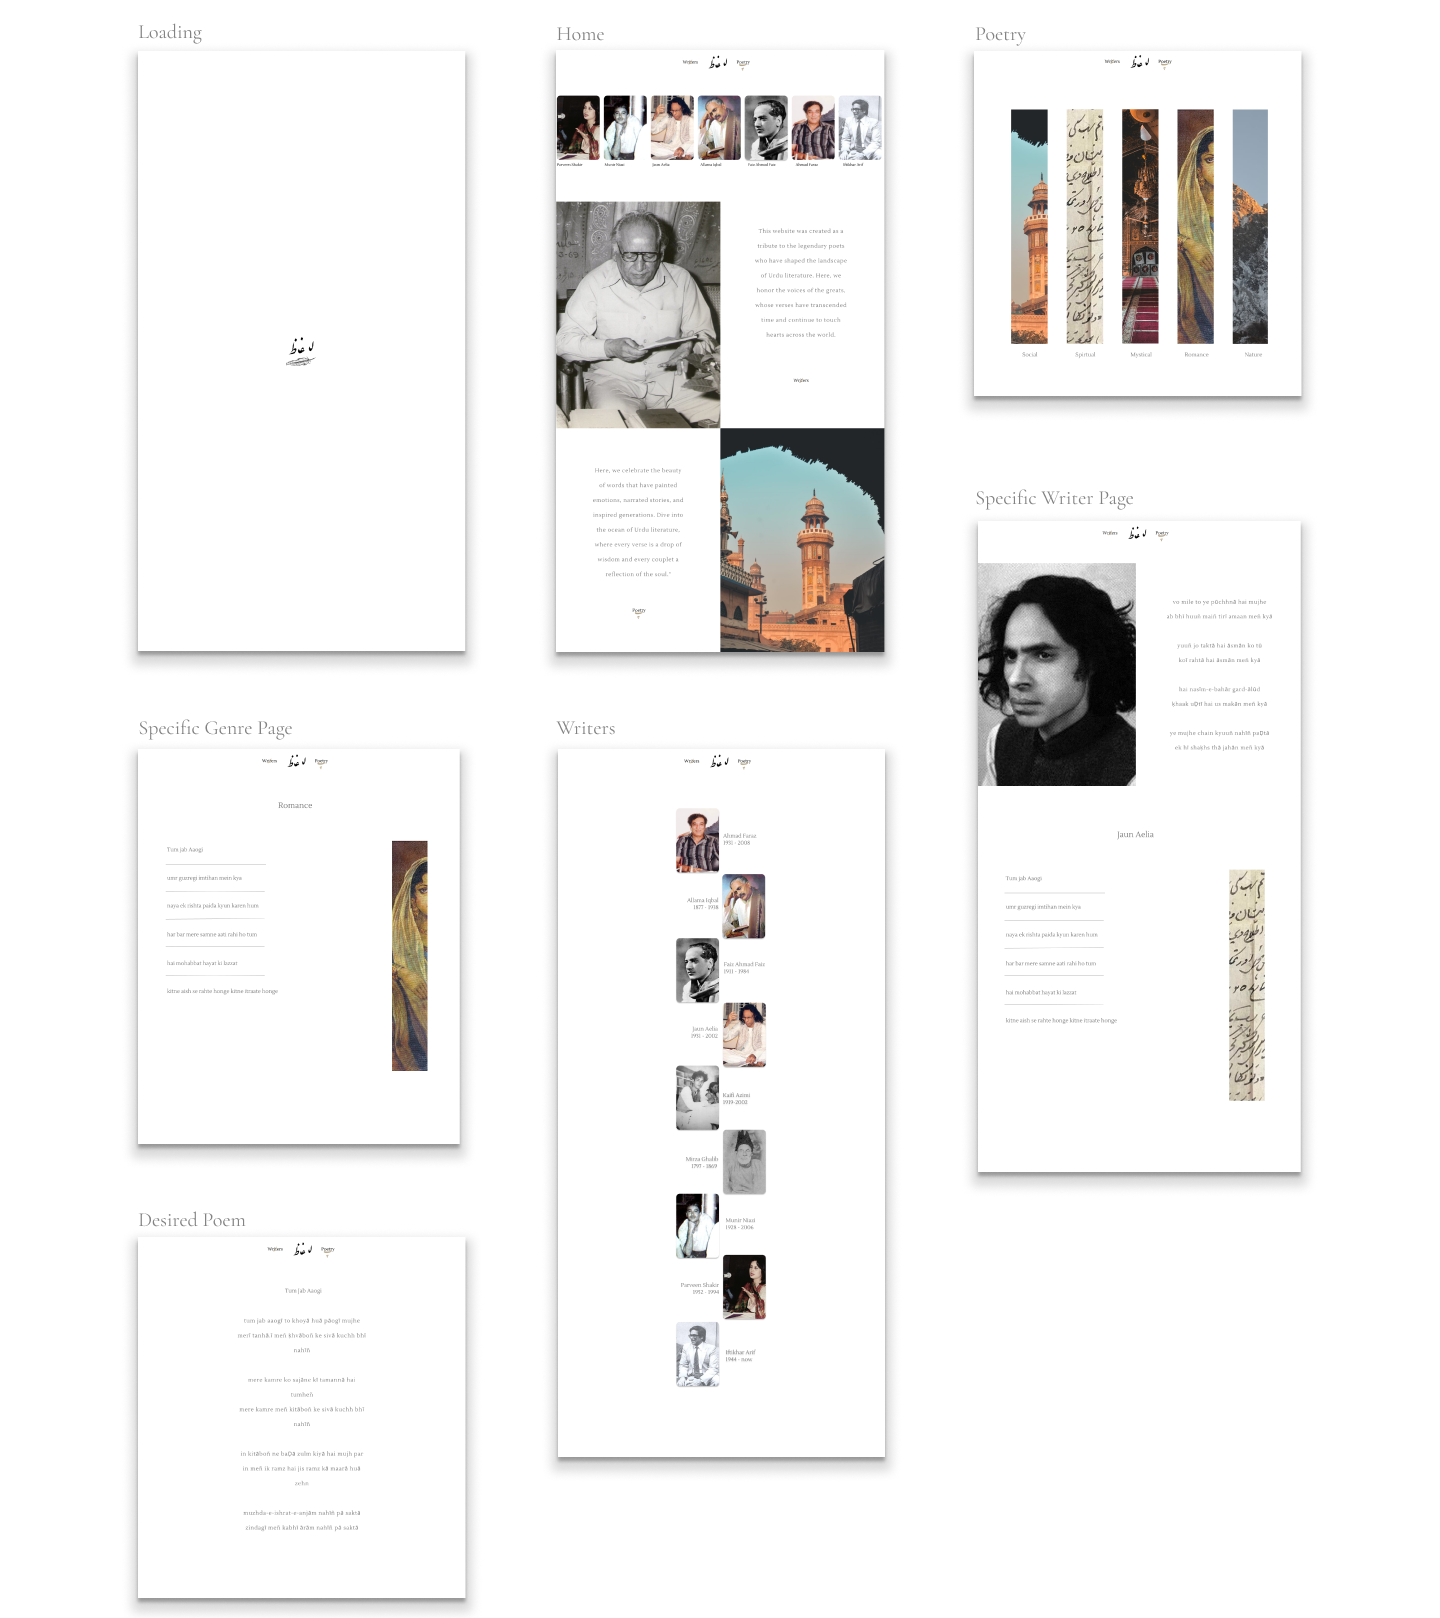 Loading
Home
Writers
Poetry
Parveen Shakir
Munir Niazi
Jaun Aelia
Allama Iqbal
Faiz Ahmad Faiz
Ahmad Faraz
Iftikhar Arif
This website was created as a
tribute to the legendary poets
who have shaped the landscape
of Urdu literature. Here, we
honor the voices of the greats,
whose verses have transcended
time and continue to touch
hearts across the world.
Writers
Here, we celebrate the beauty
of words that have painted
emotions, narrated stories, and
inspired generations. Dive into
the ocean of Urdu literature,
where every verse is a drop of
wisdom and every couplet a
reflection of the soul."
Poetry
Poetry
Writers
Poetry
Social
Spirtual
Mystical
Romance
Nature
Specific Writer Page
Writers
Poetry
vo mile to ye pūchhnā hai mujhe
ab bhī huuñ maiñ tirī amaan meñ kyā
yuuñ jo taktā hai āsmān ko tū
koī rahtā hai āsmān meñ kyā
hai nasīm-e-bahār gard-ālūd
khaak uḌtī hai us makān meñ kyā
ye mujhe chain kyuuñ nahīñ paḌtā
ek hī shaḳhs thā jahān meñ kyā
Jaun Aelia
Tum Jab Aaogi
umr guzregi imtihan mein kya
naya ek rishta paida kyun karen hum
har bar mere samne aati rahi ho tum
hai mohabbat hayat ki lazzat
kitne aish se rahte honge kitne itraate honge
Specific Genre Page
Writers
Poetry
Romance
Tum Jab Aaogi
umr guzregi imtihan mein kya
naya ek rishta paida kyun karen hum
har bar mere samne aati rahi ho tum
hai mohabbat hayat ki lazzat
kitne aish se rahte honge kitne itraate honge
Writers
Writers
Poetry
Ahmad Faraz
1931 - 2008
Allama Iqbal
1877 - 1938
Faiz Ahmad Faiz
1911 - 1984
Jaun Aelia
1931 - 2002
Kaifi Aazmi
1919-2002
Mirza Ghalib
1797 - 1869
Munir Niazi
1928 - 2006
Parveen Shakir
1952 - 1994
Iftikhar Arif
1944 - now
Desired Poem
Writers
Poetry
Tum Jab Aaogi
tum jab aaogī to khoyā huā pāogī mujhe
merī tanhā.ī meñ ḳhvāboñ ke sivā kuchh bhī
nahīñ
mere kamre ko sajāne kī tamannā hai
tumheñ
mere kamre meñ kitāboñ ke sivā kuchh bhī
nahīñ
in kitāboñ ne baḌā zulm kiyā hai mujh par
in meñ ik ramz hai jis ramz kā maarā huā
zehn
muzhda-e-ishrat-e-anjām nahīñ pā saktā
zindagī meñ kabhī ārām nahīñ pā saktā